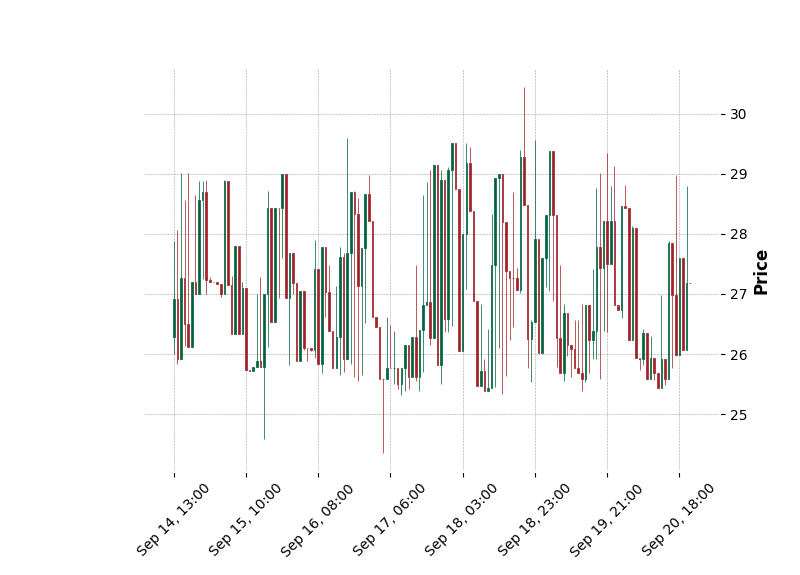 30
29
28
27
26
25
Price
Sep 14, 13:00
Sep 15, 10:00
Sep 16, 08:00
Sep 17, 06:00
Sep 18, 03:00
Sep 18, 23:00
Sep 19, 21:00
Sep 20, 18:00